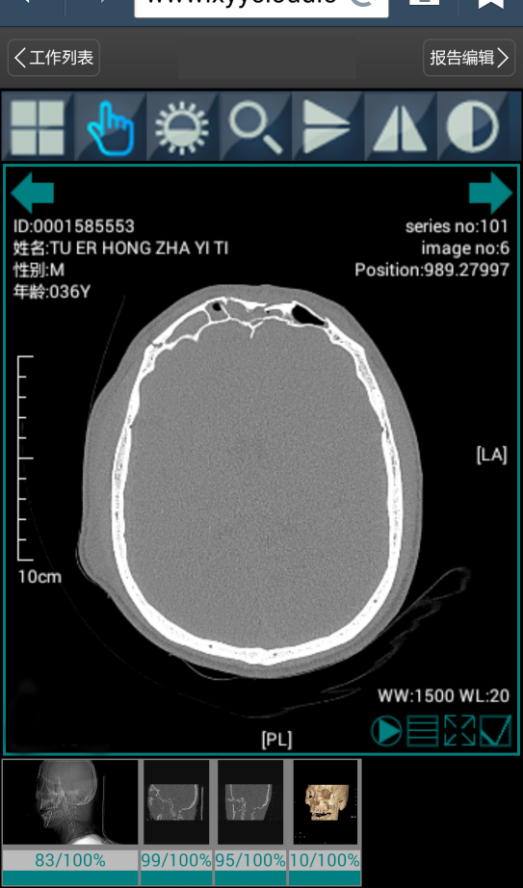 工作列表
报告编辑
ID:0001585553
姓名:TU ER HONG ZHA YI TI
性别:M
年龄:036Y
series no:101
image no:6
Position:989.27997
[LA]
10cm
WW:1500 WL:20
[PL]
83/100%
99/100%
95/100%
10/100%